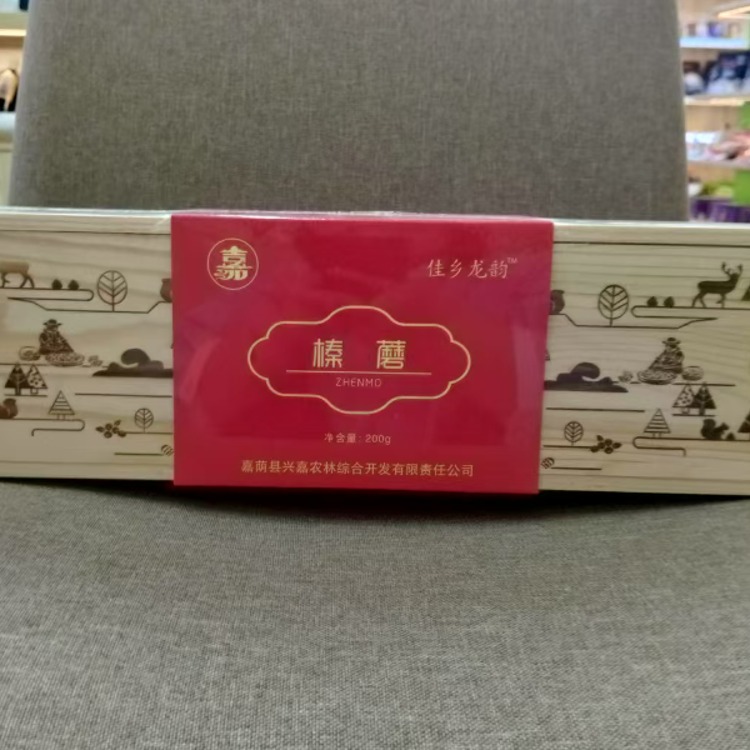 嘉
佳乡龙韵™
榛蘑
ZHENMO
净含量: 200g
嘉荫县兴嘉农林综合开发有限责任公司